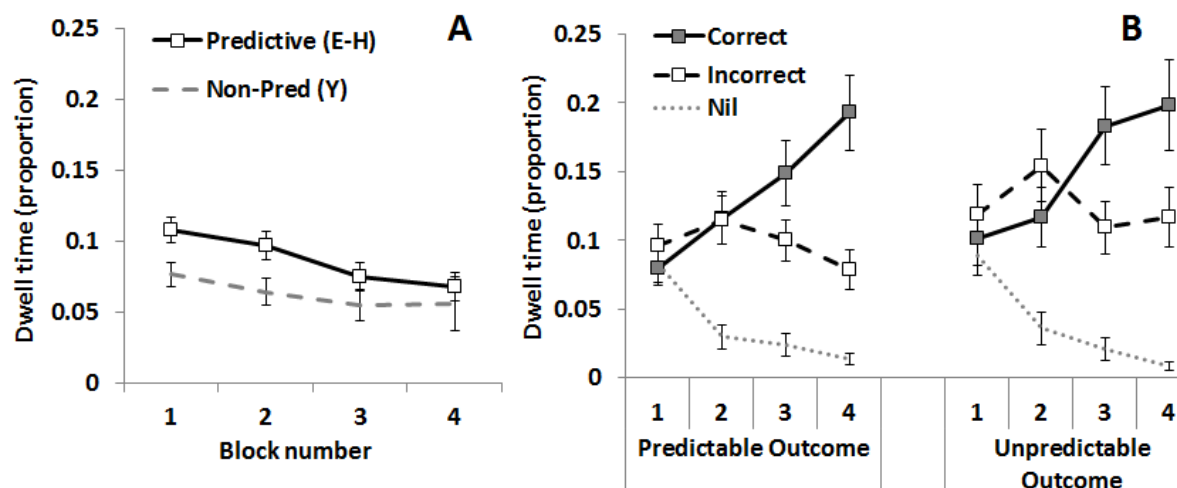 A
Predictive (E-H)
Non-Pred (Y)
Dwell time (proportion)
0.25
0.2
0.15
0.1
0.05
0
1 2 3 4
Block number
B
Correct
Incorrect
Nil
Dwell time (proportion)
0.25
0.2
0.15
0.1
0.05
0
1 2 3 4 1 2 3 4
Predictable Outcome
Unpredictable
Outcome